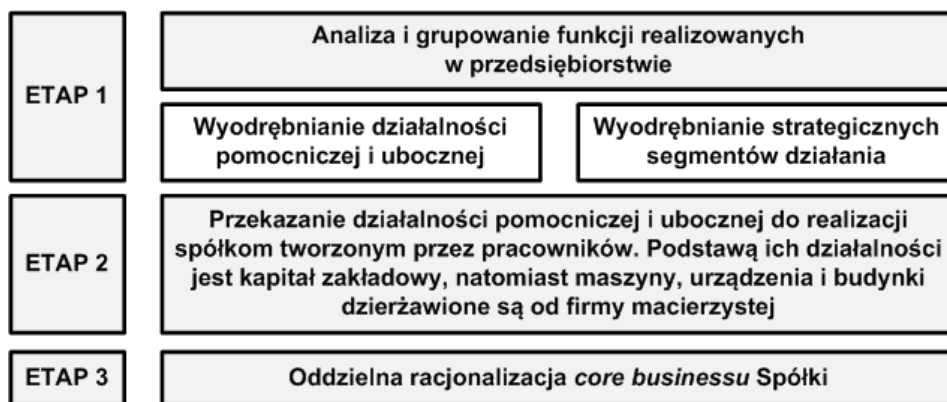 ETAP 1
Analiza i grupowanie funkcji realizowanych
w przedsiębiorstwie
Wyodrębnianie działalności
pomocniczej i ubocznej
Wyodrębnianie strategicznych
segmentów działania
ETAP 2
Przekazanie działalności pomocniczej i ubocznej do realizacji
spółkom tworzonym przez pracowników. Podstawą ich działalności
jest kapitał zakładowy, natomiast maszyny, urządzenia i budynki
dzierżawione są od firmy macierzystej
ETAP 3
Oddzielna racjonalizacja core businessu Spółki